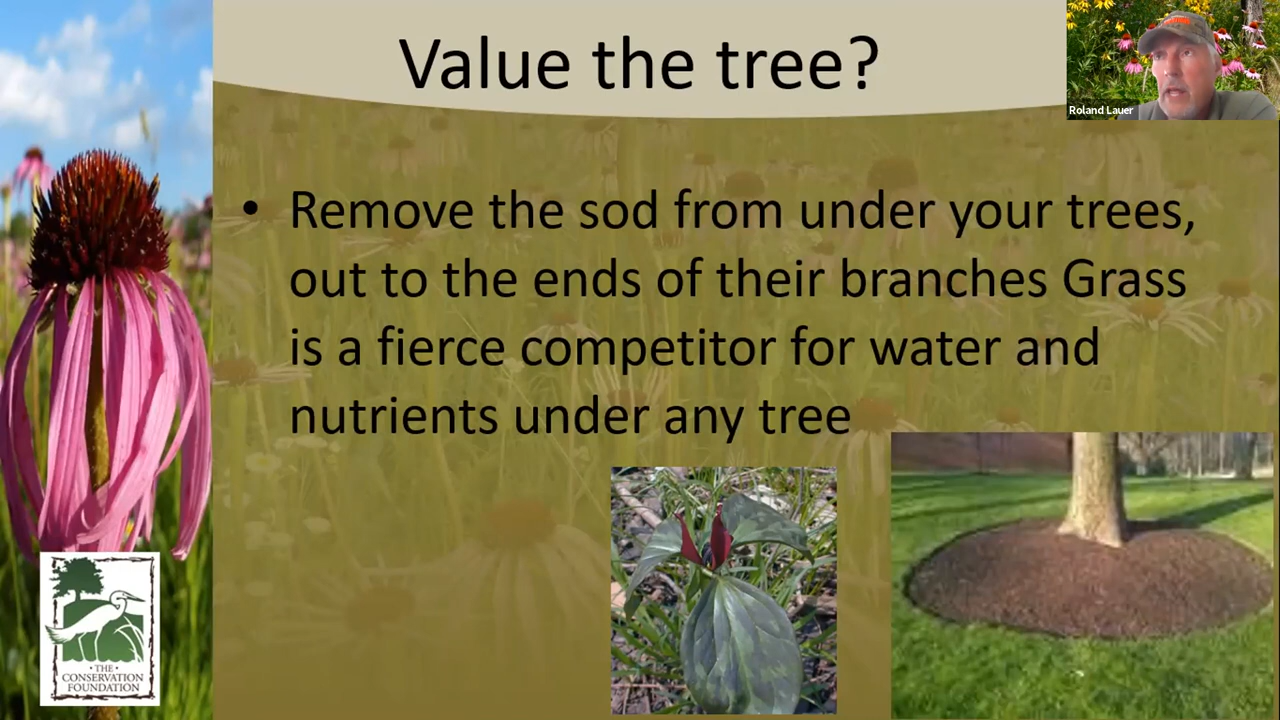 Value the tree?
Roland Lauer
• Remove the sod from under your trees,
out to the ends of their branches Grass
is a fierce competitor for water and
nutrients under any tree
· THE ·
CONSERVATION
FOUNDATION